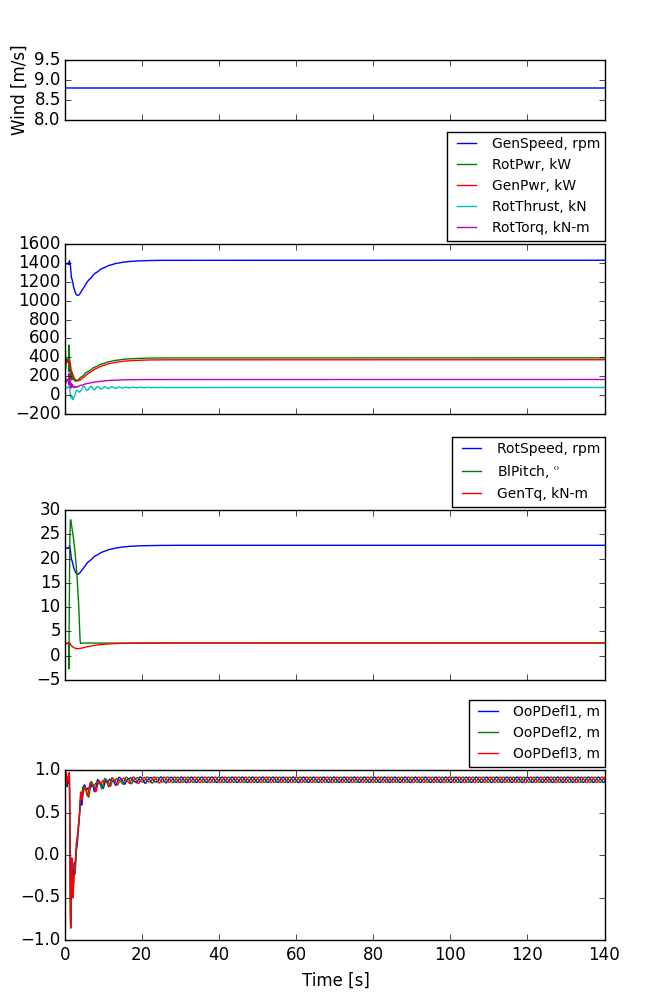 Wind [m/s]
9.5
9.0
8.5
8.0
GenSpeed, rpm
RotPwr, kW
GenPwr, kW
RotThrust, kN
RotTorq, kN-m
1600
1400
1200
1000
800
600
400
200
0
−200
RotSpeed, rpm
BlPitch, °
GenTq, kN-m
30
25
20
15
10
5
0
−5
OoPDefl1, m
OoPDefl2, m
OoPDefl3, m
1.0
0.5
0.0
−0.5
−1.0
0 20 40 60 80 100 120 140
Time [s]